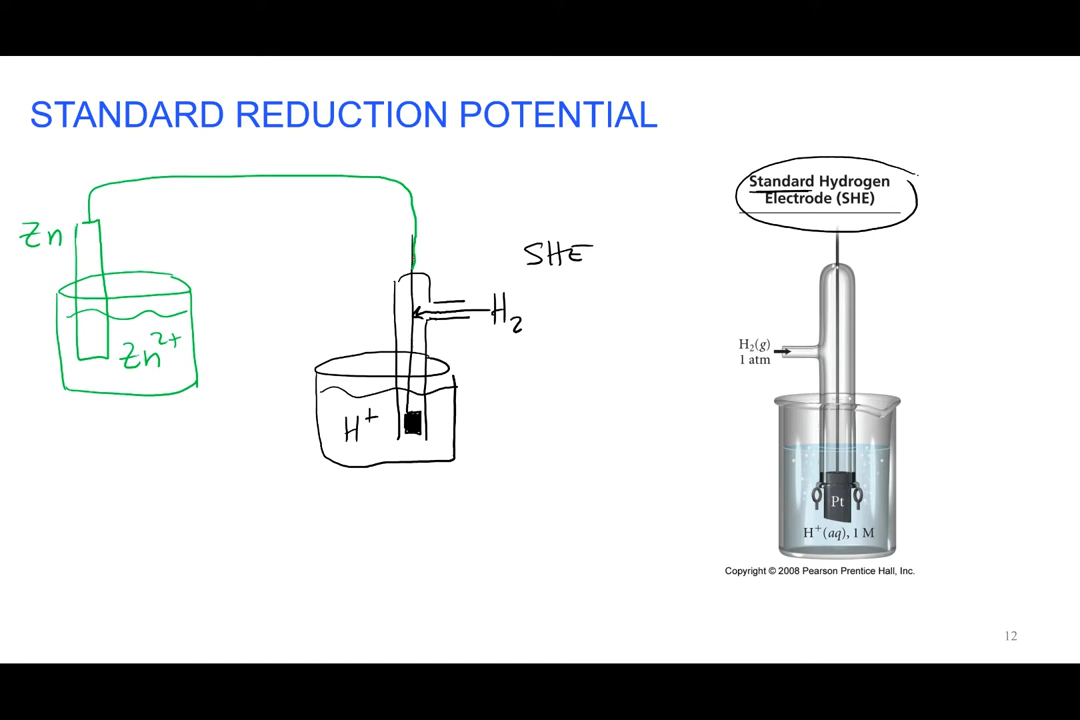 STANDARD REDUCTION POTENTIAL
Zn
Zn²⁺
SHE
H₂
H⁺
Standard Hydrogen
Electrode (SHE)
H₂(g)
1 atm
Pt
H⁺(aq), 1 M
Copyright © 2008 Pearson Prentice Hall, Inc.
12